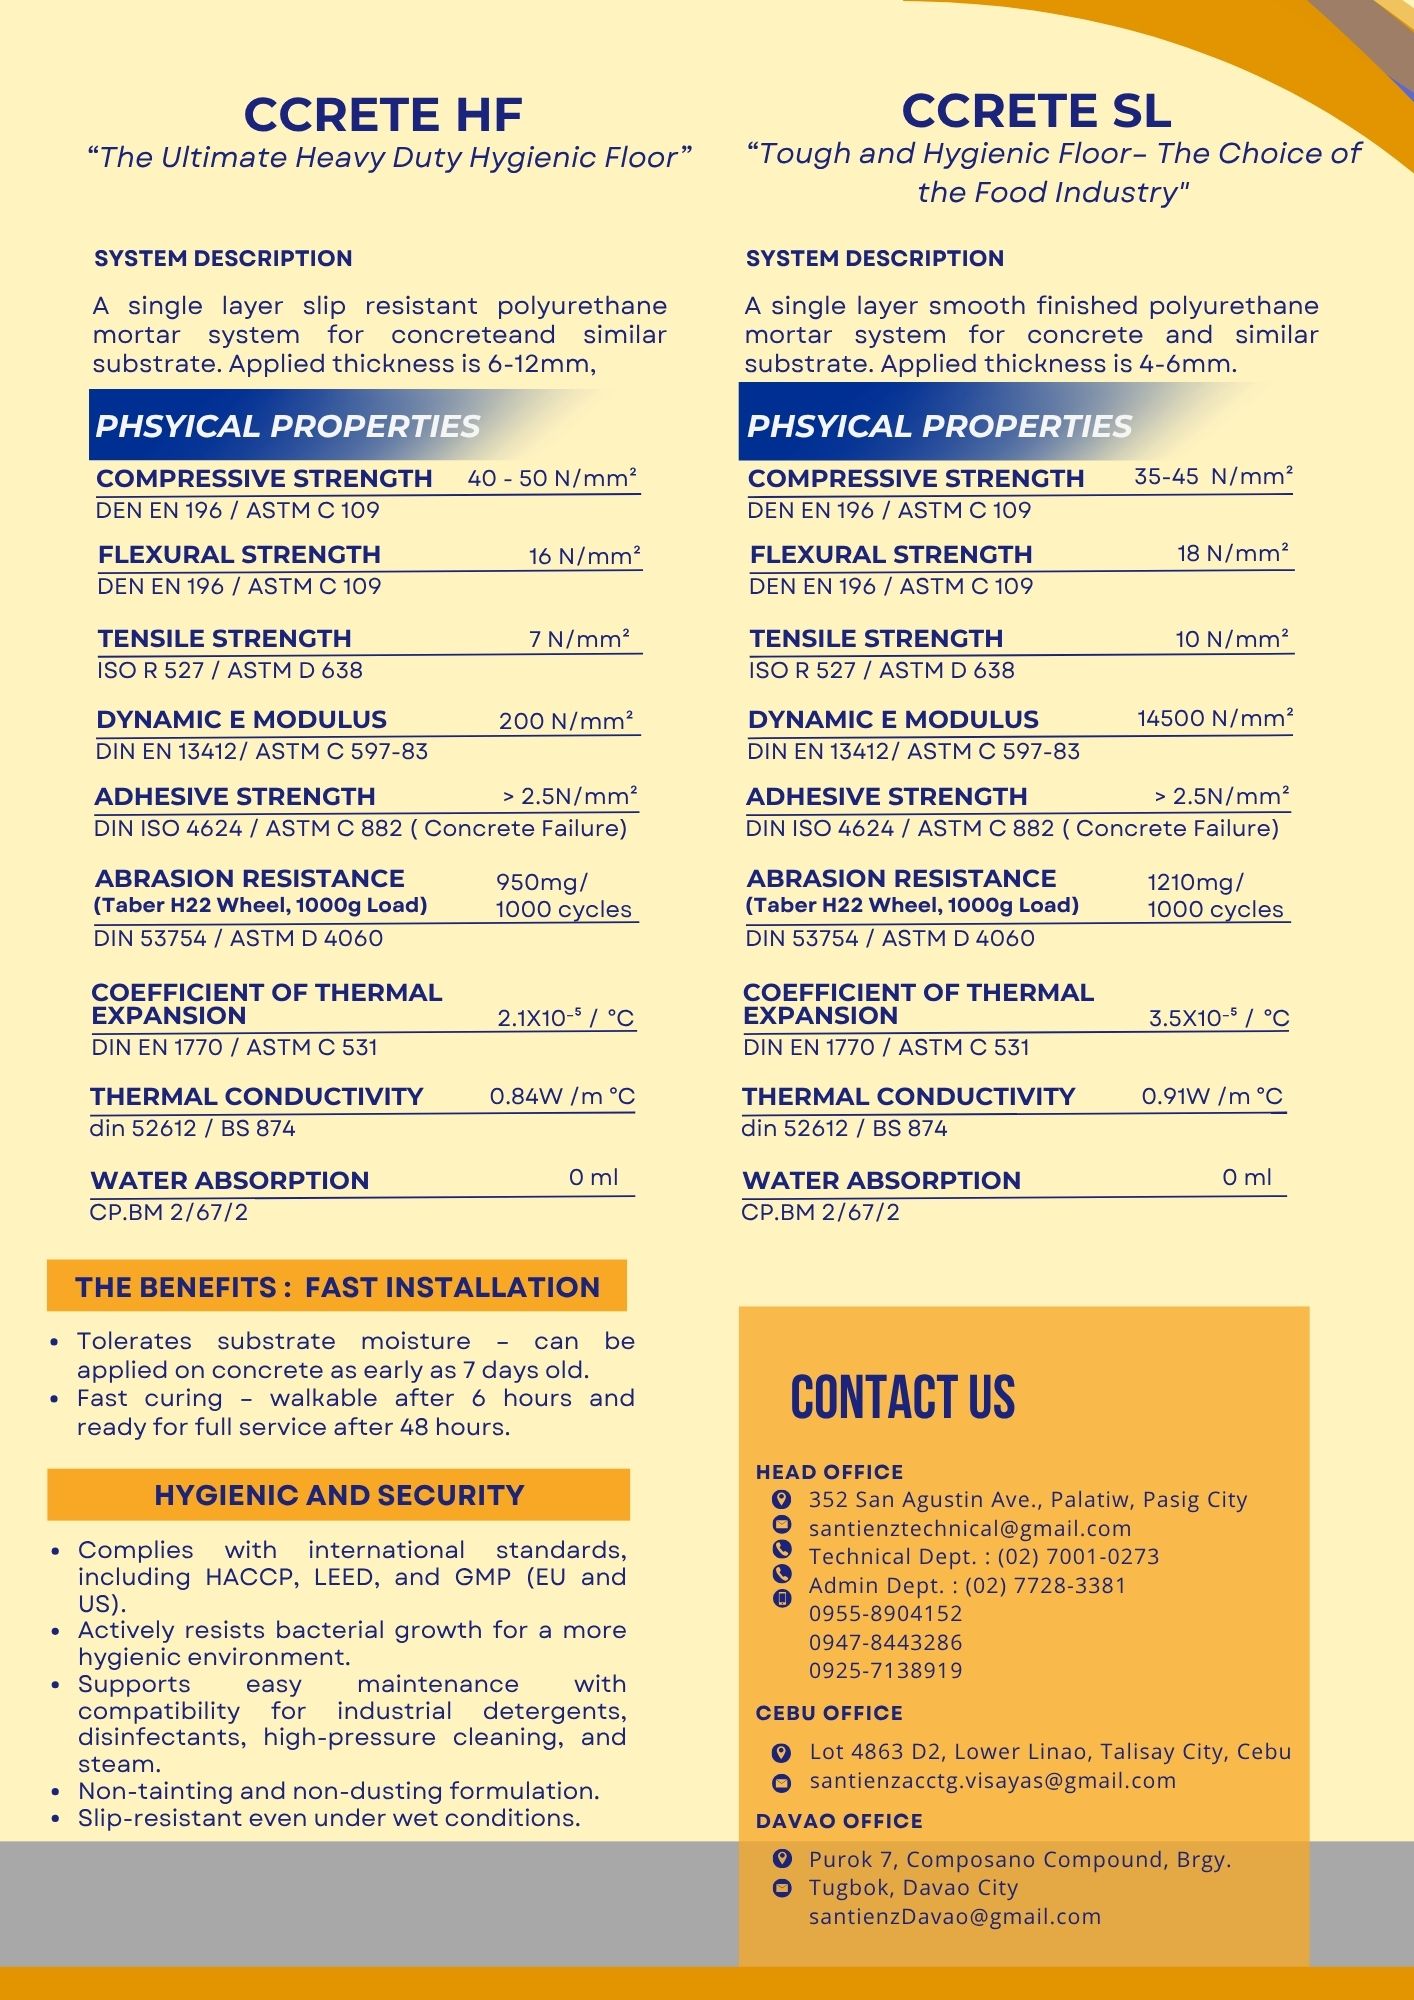 CCRETE HF
“The Ultimate Heavy Duty Hygienic Floor”
SYSTEM DESCRIPTION
A single layer slip resistant polyurethane
mortar system for concreteand similar
substrate. Applied thickness is 6-12mm,
PHSYICAL PROPERTIES
COMPRESSIVE STRENGTH 40 - 50 N/mm²
DEN EN 196 / ASTM C 109
FLEXURAL STRENGTH 16 N/mm²
DEN EN 196 / ASTM C 109
TENSILE STRENGTH 7 N/mm²
ISO R 527 / ASTM D 638
DYNAMIC E MODULUS 200 N/mm²
DIN EN 13412/ ASTM C 597-83
ADHESIVE STRENGTH > 2.5N/mm²
DIN ISO 4624 / ASTM C 882 ( Concrete Failure)
ABRASION RESISTANCE 950mg/
(Taber H22 Wheel, 1000g Load) 1000 cycles
DIN 53754 / ASTM D 4060
COEFFICIENT OF THERMAL
EXPANSION 2.1X10⁻⁵ / °C
DIN EN 1770 / ASTM C 531
THERMAL CONDUCTIVITY 0.84W /m °C
din 52612 / BS 874
WATER ABSORPTION 0 ml
CP.BM 2/67/2
THE BENEFITS : FAST INSTALLATION
• Tolerates substrate moisture – can be
applied on concrete as early as 7 days old.
• Fast curing – walkable after 6 hours and
ready for full service after 48 hours.
HYGIENIC AND SECURITY
• Complies with international standards,
including HACCP, LEED, and GMP (EU and
US).
• Actively resists bacterial growth for a more
hygienic environment.
• Supports easy maintenance with
compatibility for industrial detergents,
disinfectants, high-pressure cleaning, and
steam.
• Non-tainting and non-dusting formulation.
• Slip-resistant even under wet conditions.
CCRETE SL
“Tough and Hygienic Floor– The Choice of
the Food Industry"
SYSTEM DESCRIPTION
A single layer smooth finished polyurethane
mortar system for concrete and similar
substrate. Applied thickness is 4-6mm.
PHSYICAL PROPERTIES
COMPRESSIVE STRENGTH 35-45 N/mm²
DEN EN 196 / ASTM C 109
FLEXURAL STRENGTH 18 N/mm²
DEN EN 196 / ASTM C 109
TENSILE STRENGTH 10 N/mm²
ISO R 527 / ASTM D 638
DYNAMIC E MODULUS 14500 N/mm²
DIN EN 13412/ ASTM C 597-83
ADHESIVE STRENGTH > 2.5N/mm²
DIN ISO 4624 / ASTM C 882 ( Concrete Failure)
ABRASION RESISTANCE 1210mg/
(Taber H22 Wheel, 1000g Load) 1000 cycles
DIN 53754 / ASTM D 4060
COEFFICIENT OF THERMAL
EXPANSION 3.5X10⁻⁵ / °C
DIN EN 1770 / ASTM C 531
THERMAL CONDUCTIVITY 0.91W /m °C
din 52612 / BS 874
WATER ABSORPTION 0 ml
CP.BM 2/67/2
CONTACT US
HEAD OFFICE
352 San Agustin Ave., Palatiw, Pasig City
santienztechnical@gmail.com
Technical Dept. : (02) 7001-0273
Admin Dept. : (02) 7728-3381
0955-8904152
0947-8443286
0925-7138919
CEBU OFFICE
Lot 4863 D2, Lower Linao, Talisay City, Cebu
santienzacctg.visayas@gmail.com
DAVAO OFFICE
Purok 7, Composano Compound, Brgy.
Tugbok, Davao City
santienzDavao@gmail.com